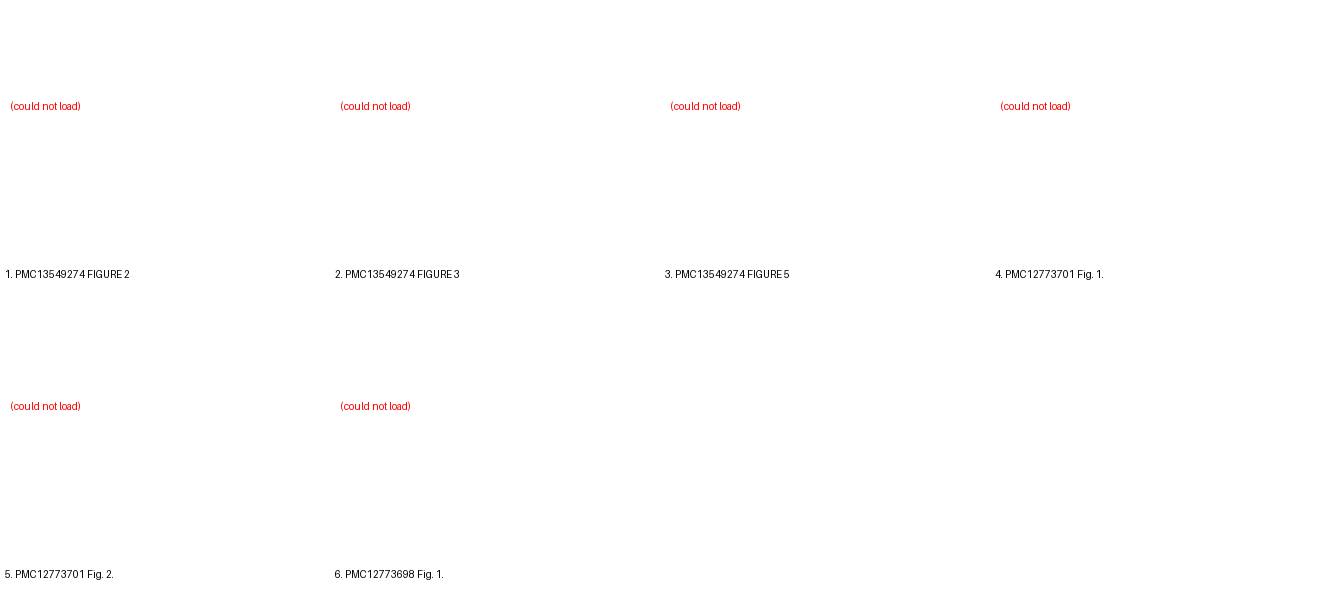 (could not load) (could not load) (could not load) (could not load)
1. PMC13549274 FIGURE 2 2. PMC13549274 FIGURE 3 3. PMC13549274 FIGURE 5 4. PMC12773701 Fig. 1.
(could not load) (could not load)
5. PMC12773701 Fig. 2. 6. PMC12773698 Fig. 1.